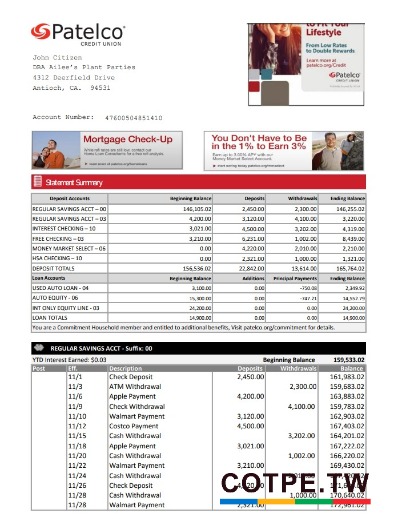 Patelco
CREDIT UNION
to Fit Your
Lifestyle
From Low Rates
to Double Rewards
Learn more at
patelco.org/Credit
Patelco
John Citizen
DBA Ailee's Plant Parties
4312 Deerfield Drive
Antioch, CA. 94531
Account Number: 47600504851410
Mortgage Check-Up
You Don't Have to Be
in the 1% to Earn 3%
Statement Summary
Deposit Accounts Beginning Balance Deposits Withdrawals Ending Balance
REGULAR SAVINGS ACCT – 00 146,105.02 2,450.00 2,300.00 146,255.02
REGULAR SAVINGS ACCT – 03 4,200.00 3,120.00 4,100.00 3,220.00
INTEREST CHECKING – 10 3,021.00 4,500.00 3,202.00 4,319.00
FREE CHECKING – 03 3,210.00 6,231.00 1,002.00 8,439.00
MONEY MARKET SELECT – 06 0.00 4,220.00 2,010.00 2,210.00
HSA CHECKING – 10 0.00 2,321.00 1,000.00 1,321.00
DEPOSIT TOTALS 156,536.02 22,842.00 13,614.00 165,764.02
Loan Accounts Beginning Balance Additions Principal Payments Ending Balance
USED AUTO LOAN - 04 3,100.00 0.00 -750.08 2,349.92
AUTO EQUITY - 06 15,300.00 0.00 14,552.79
INT ONLY EQUITY LINE - 03 24,200.00 0.00 0.00 24,200.00
LOAN TOTALS 14,900.00 0.00 0.00 14,900.00
You are a Commitment Household member and entitled to additional benefits, Visit patelco.org/commitment for details.
REGULAR SAVINGS ACCT - Suffix: 00
YTD Interest Earned: $0.03 Beginning Balance 159,533.02
Post Eff. Description Deposits Withdrawals Balance
11/1 Check Deposit 2,450.00 161,983.02
11/3 ATM Withdrawal 2,300.00 159,683.02
11/6 Apple Payment 4,200.00 163,883.02
11/9 Check Withdrawal 4,100.00 159,783.02
11/10 Walmart Payment 3,120.00 162,903.02
11/12 Costco Payment 4,500.00 167,403.02
11/15 Cash Withdrawal 3,202.00 164,201.02
11/18 Apple Payment 3,021.00 167,222.02
11/20 Cash Withdrawal 1,002.00 166,220.02
11/22 Walmart Payment 3,210.00 169,430.02
11/24 Cash Withdrawal
11/26 Check Deposit
11/28 Cash Withdrawal 1,000.00 170,640.02
11/28 Walmart Payment 2,321.00 172,961.02
CCTPE.TW